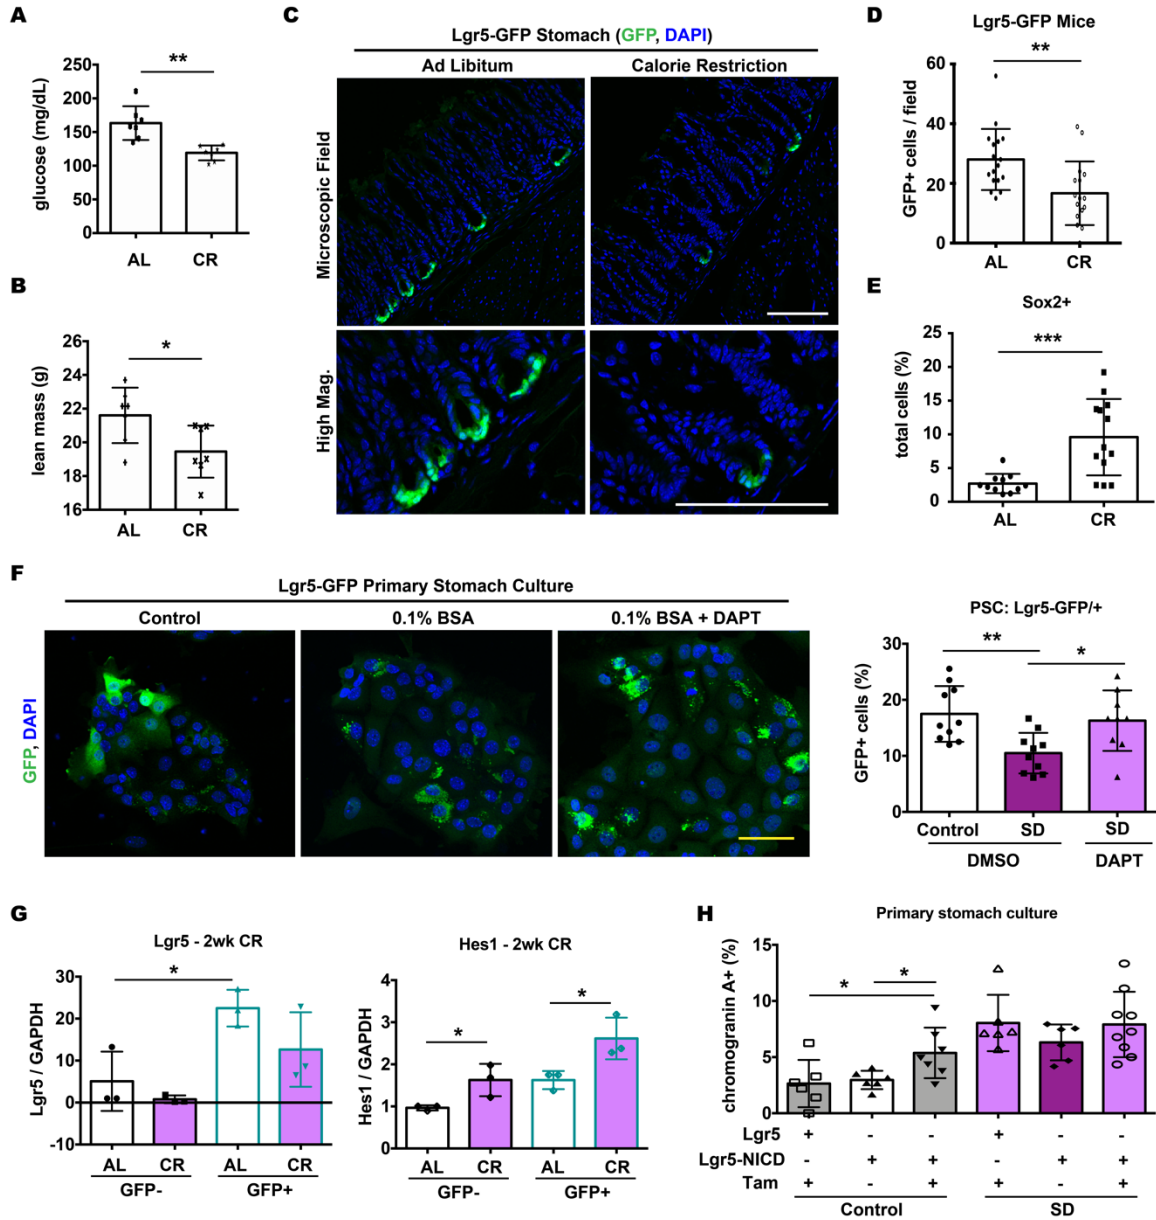 A
glucose (mg/dL)
250
200
150
100
50
0
**
AL CR
B
lean mass (g)
26
24
22
20
18
16
*
AL CR
C
Lgr5-GFP Stomach (GFP, DAPI)
Ad Libitum Calorie Restriction
Microscopic Field
High Mag.
D
Lgr5-GFP Mice
**
GFP+ cells / field
60
40
20
0
AL CR
E
Sox2+
***
total cells (%)
25
20
15
10
5
0
AL CR
F
Lgr5-GFP Primary Stomach Culture
Control 0.1% BSA 0.1% BSA + DAPT
GFP, DAPI
PSC: Lgr5-GFP/+
** *
GFP+ cells (%)
30
20
10
0
Control SD SD
DMSO DAPT
G
Lgr5 - 2wk CR
*
Lgr5 / GAPDH
30
20
10
0
-10
AL CR AL CR
GFP- GFP+
Hes1 - 2wk CR
* *
Hes1 / GAPDH
4
3
2
1
0
AL CR AL CR
GFP- GFP+
H
Primary stomach culture
* *
chromogranin A+ (%)
15
10
5
0
Lgr5 + - - + - -
Lgr5-NICD - + + - + +
Tam + - + + - +
Control SD